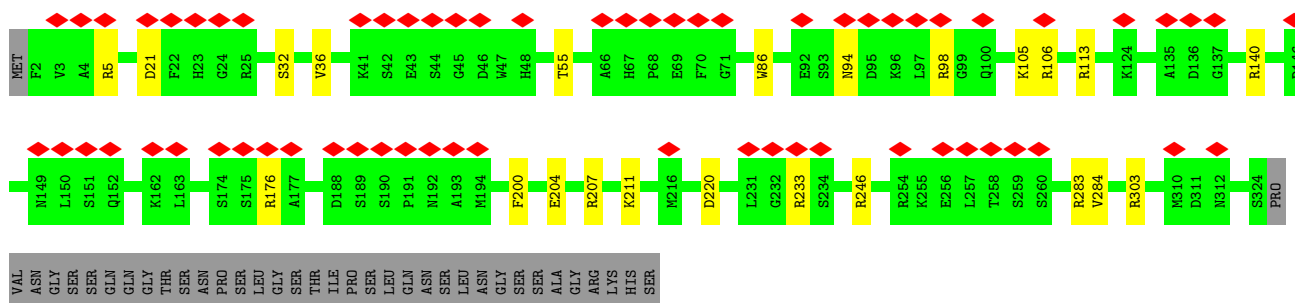 MET F2 V3 A4 R5 D21 F22 H23 G24 R25 S32 V36 K41 S42 E43 S44 G45 D46 W47 H48 T55 A66 H67 P68 E69 F70 G71 W86 E92 S93 N94 D95 K96 L97 R98 G99 Q100 K105 R106 R113 K124 A135 D136 G137 R140
N149 L150 S151 Q152 K162 L163 S174 S175 R176 A177 D188 S189 S190 P191 N192 A193 M194 F200 E204 R207 K211 M216 D220 L231 G232 R233 S234 R246 R254 K255 E256 L257 T258 S259 S260 R283 V284 R303 M310 D311 N312 S324 PRO
VAL ASN GLY SER SER GLN GLN GLY THR SER ASN PRO SER LEU GLY SER THR ILE PRO SER LEU GLN ASN SER LEU ASN GLY SER SER ALA GLY ARG LYS HIS SER